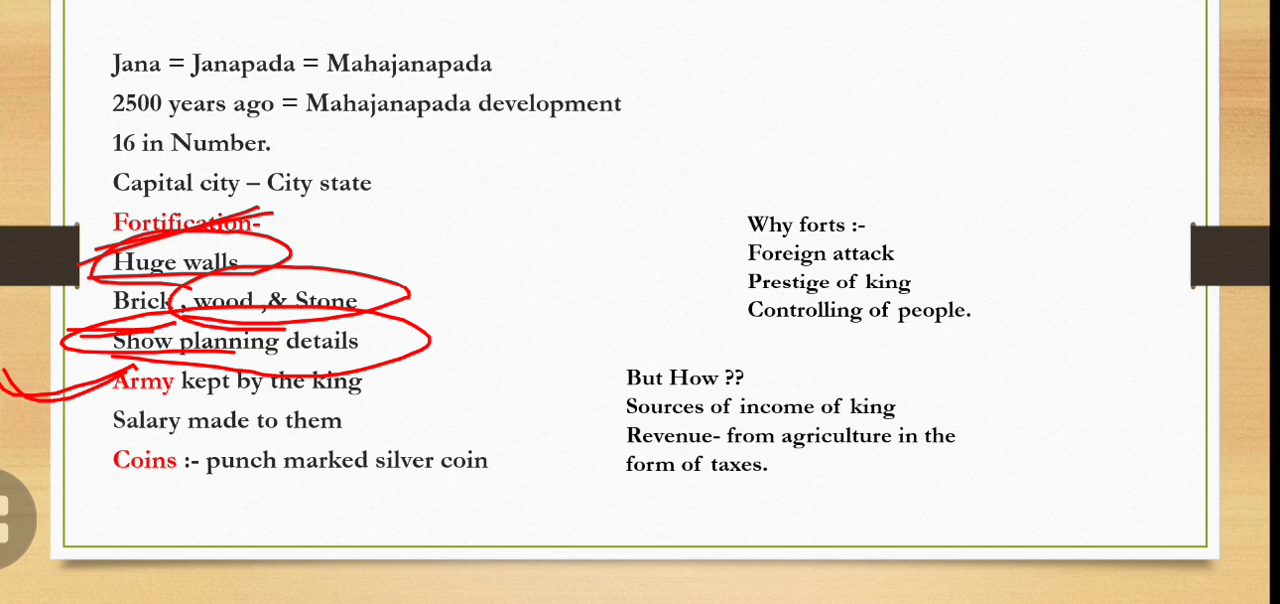 Jana = Janapada = Mahajanapada
2500 years ago = Mahajanapada development
16 in Number.
Capital city – City state
Fortification-
Huge walls
Brick , wood ,& Stone
Show planning details
Army kept by the king
Salary made to them
Coins :- punch marked silver coin
Why forts :-
Foreign attack
Prestige of king
Controlling of people.
But How ??
Sources of income of king
Revenue- from agriculture in the
form of taxes.